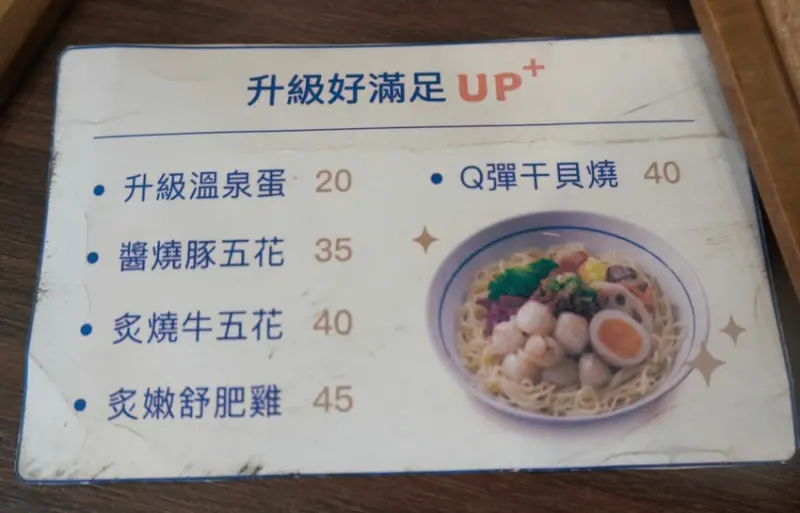 升級好滿足 UP+
• 升級溫泉蛋 20
• 醬燒豚五花 35
• 炙燒牛五花 40
• 炙嫩舒肥雞 45
• Q彈干貝燒 40